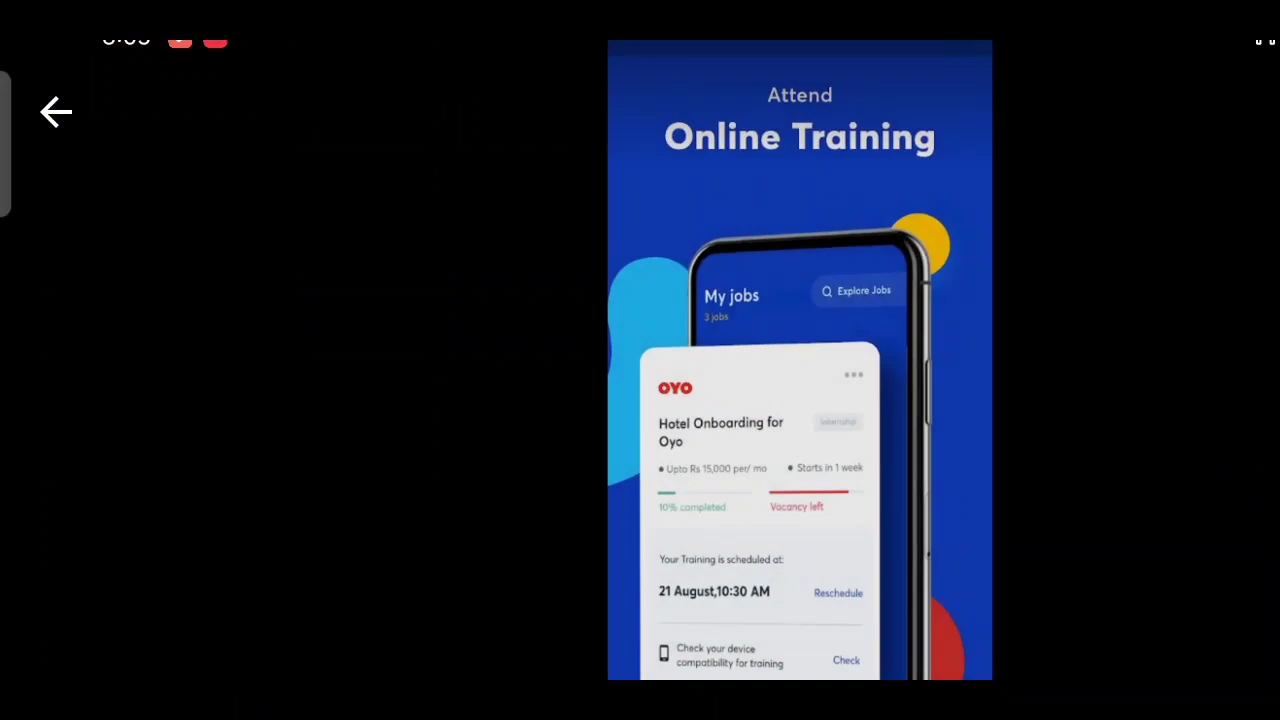 Attend
Online Training
My jobs
Explore Jobs
3 jobs
OYO
Hotel Onboarding for
Oyo
Internship
Upto Rs 15,000 per/ mo
Starts in 1 week
10% completed
Vacancy left
Your Training is scheduled at:
21 August,10:30 AM
Reschedule
Check your device
compatibility for training
Check